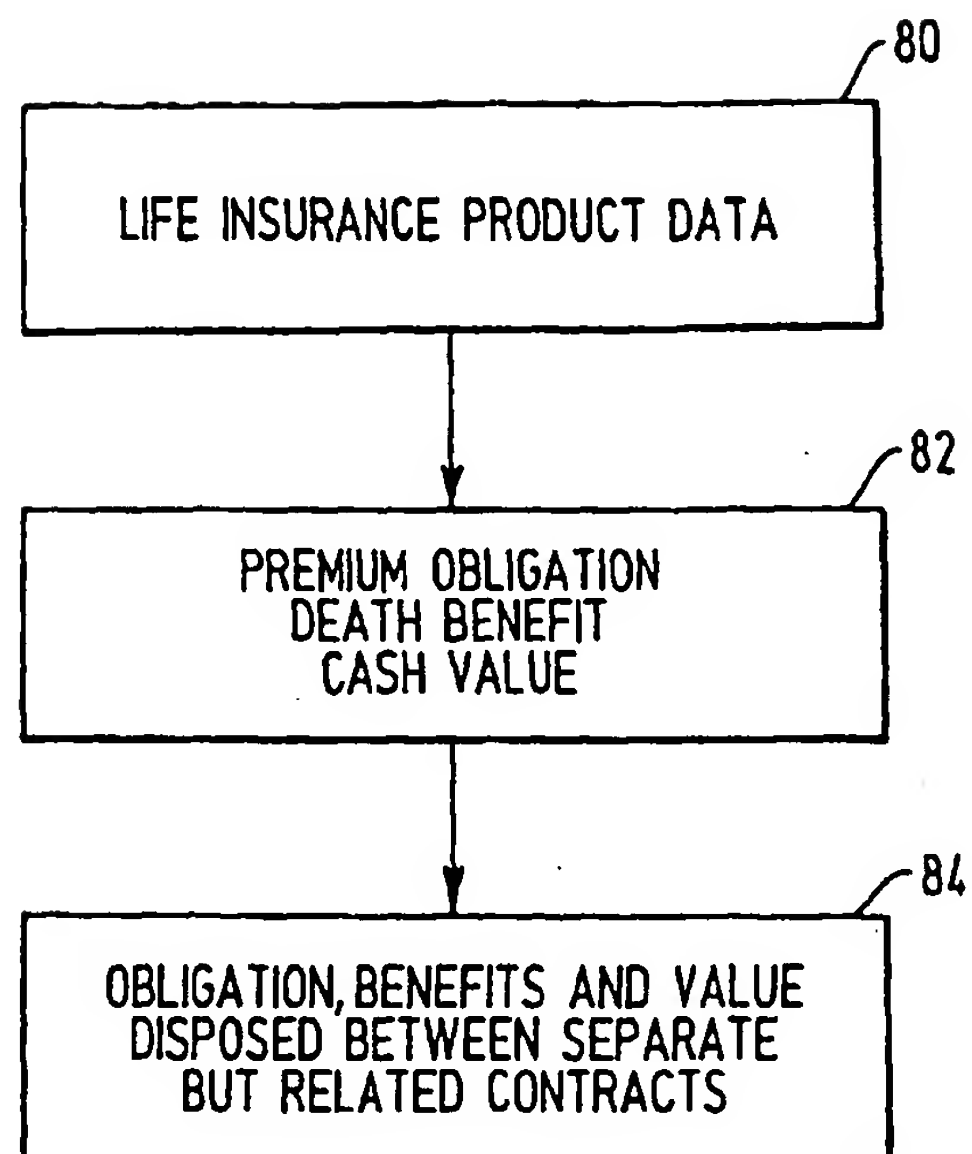 80
LIFE INSURANCE PRODUCT DATA
82
PREMIUM OBLIGATION
DEATH BENEFIT
CASH VALUE
84
OBLIGATION, BENEFITS AND VALUE
DISPOSED BETWEEN SEPARATE
BUT RELATED CONTRACTS